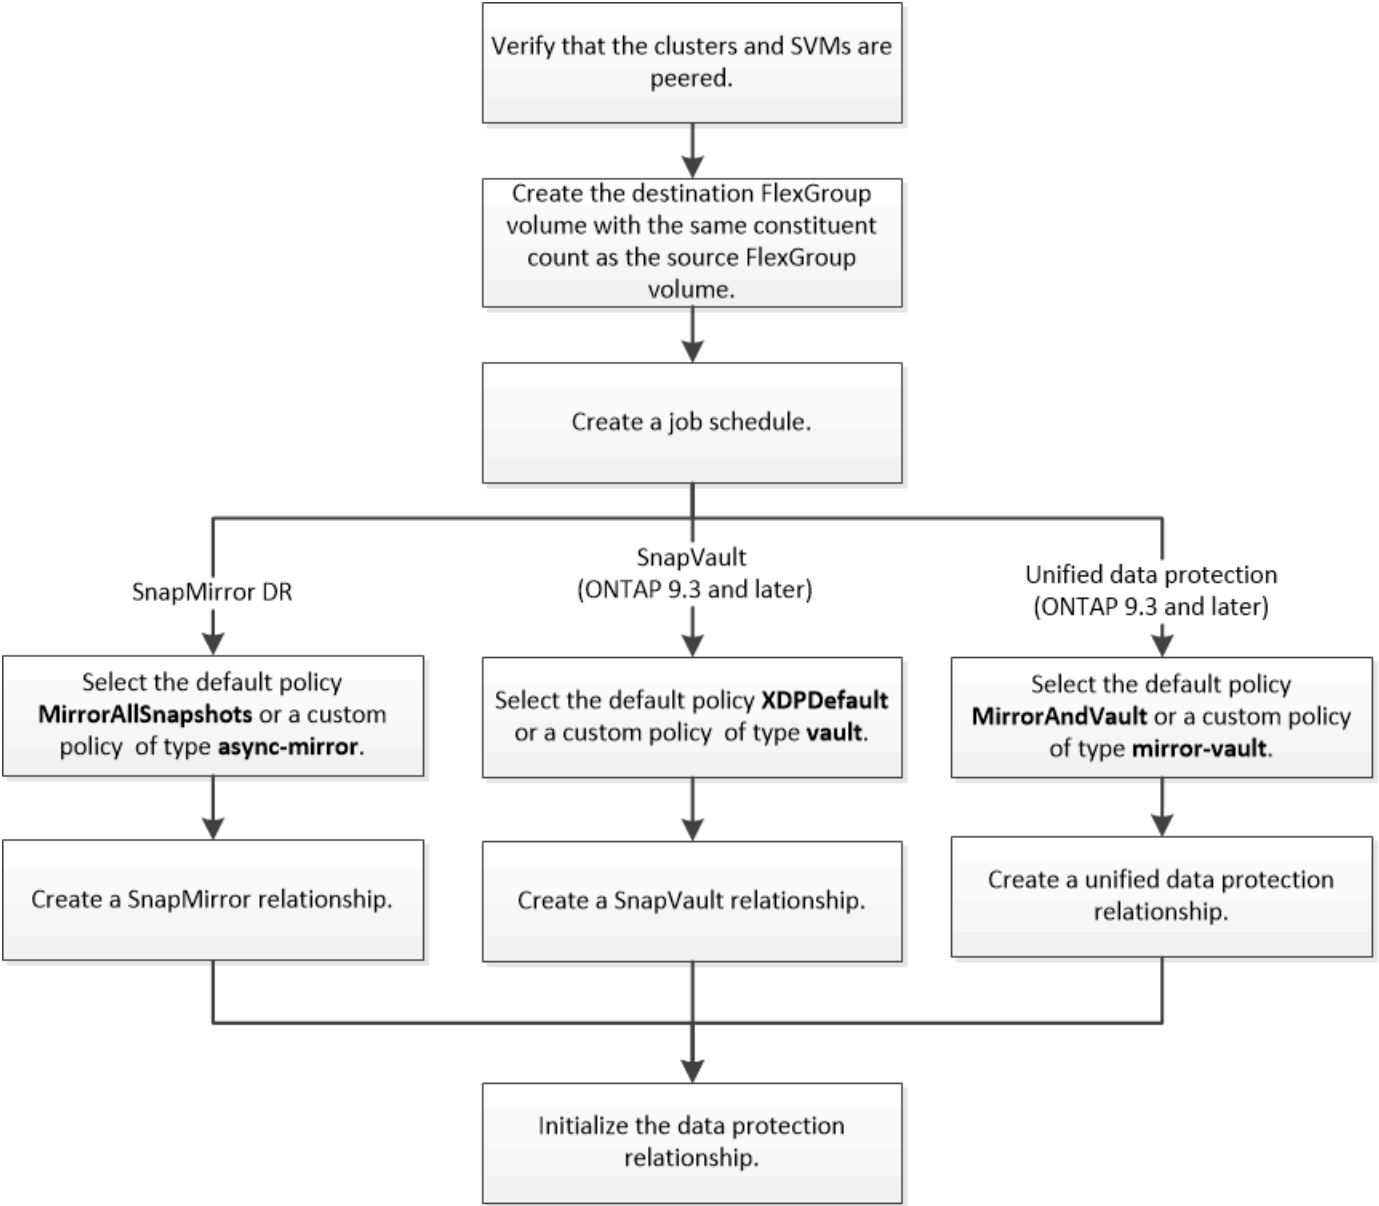 Verify that the clusters and SVMs are
peered.
Create the destination FlexGroup
volume with the same constituent
count as the source FlexGroup
volume.
Create a job schedule.
SnapMirror DR
SnapVault
(ONTAP 9.3 and later)
Unified data protection
(ONTAP 9.3 and later)
Select the default policy
MirrorAllSnapshots or a custom
policy of type async-mirror.
Select the default policy XDPDefault
or a custom policy of type vault.
Select the default policy
MirrorAndVault or a custom policy
of type mirror-vault.
Create a SnapMirror relationship.
Create a SnapVault relationship.
Create a unified data protection
relationship.
Initialize the data protection
relationship.